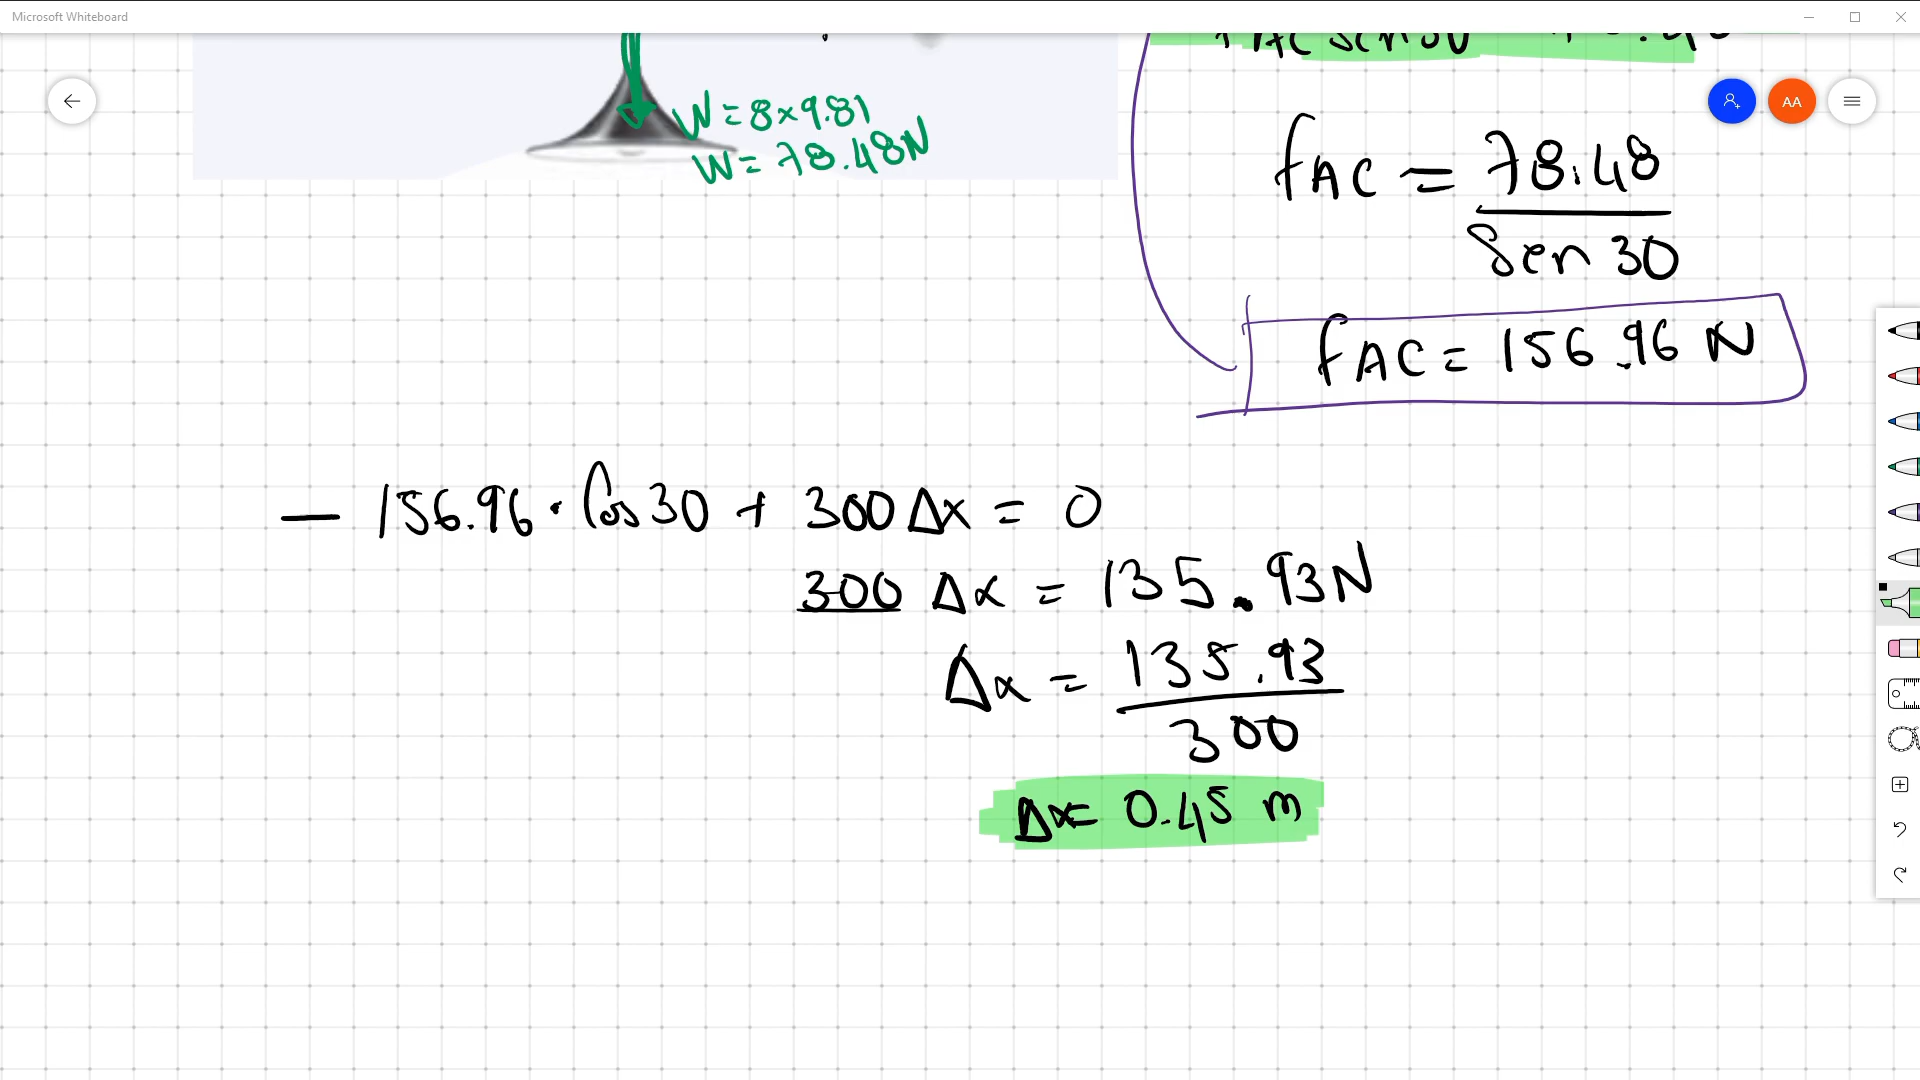 Microsoft Whiteboard
AA
W = 8 x 9.81
W = 78.48N
fAC = 78.48
Sen 30
fAC = 156.96 N
— 156.96 · Cos 30 + 300 Δx = 0
300 Δx = 135.93N
Δx = 135.93
300
Δx = 0.45 m